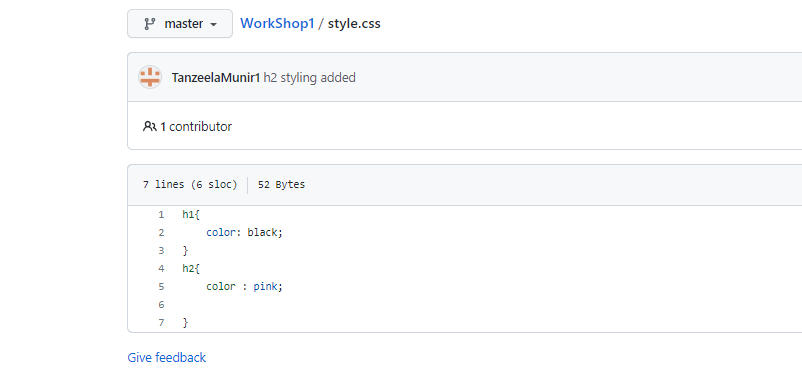 master WorkShop1 / style.css
TanzeelaMunir1 h2 styling added
1 contributor
7 lines (6 sloc) 52 Bytes
1 h1{
2 color: black;
3 }
4 h2{
5 color : pink;
6
7 }
Give feedback